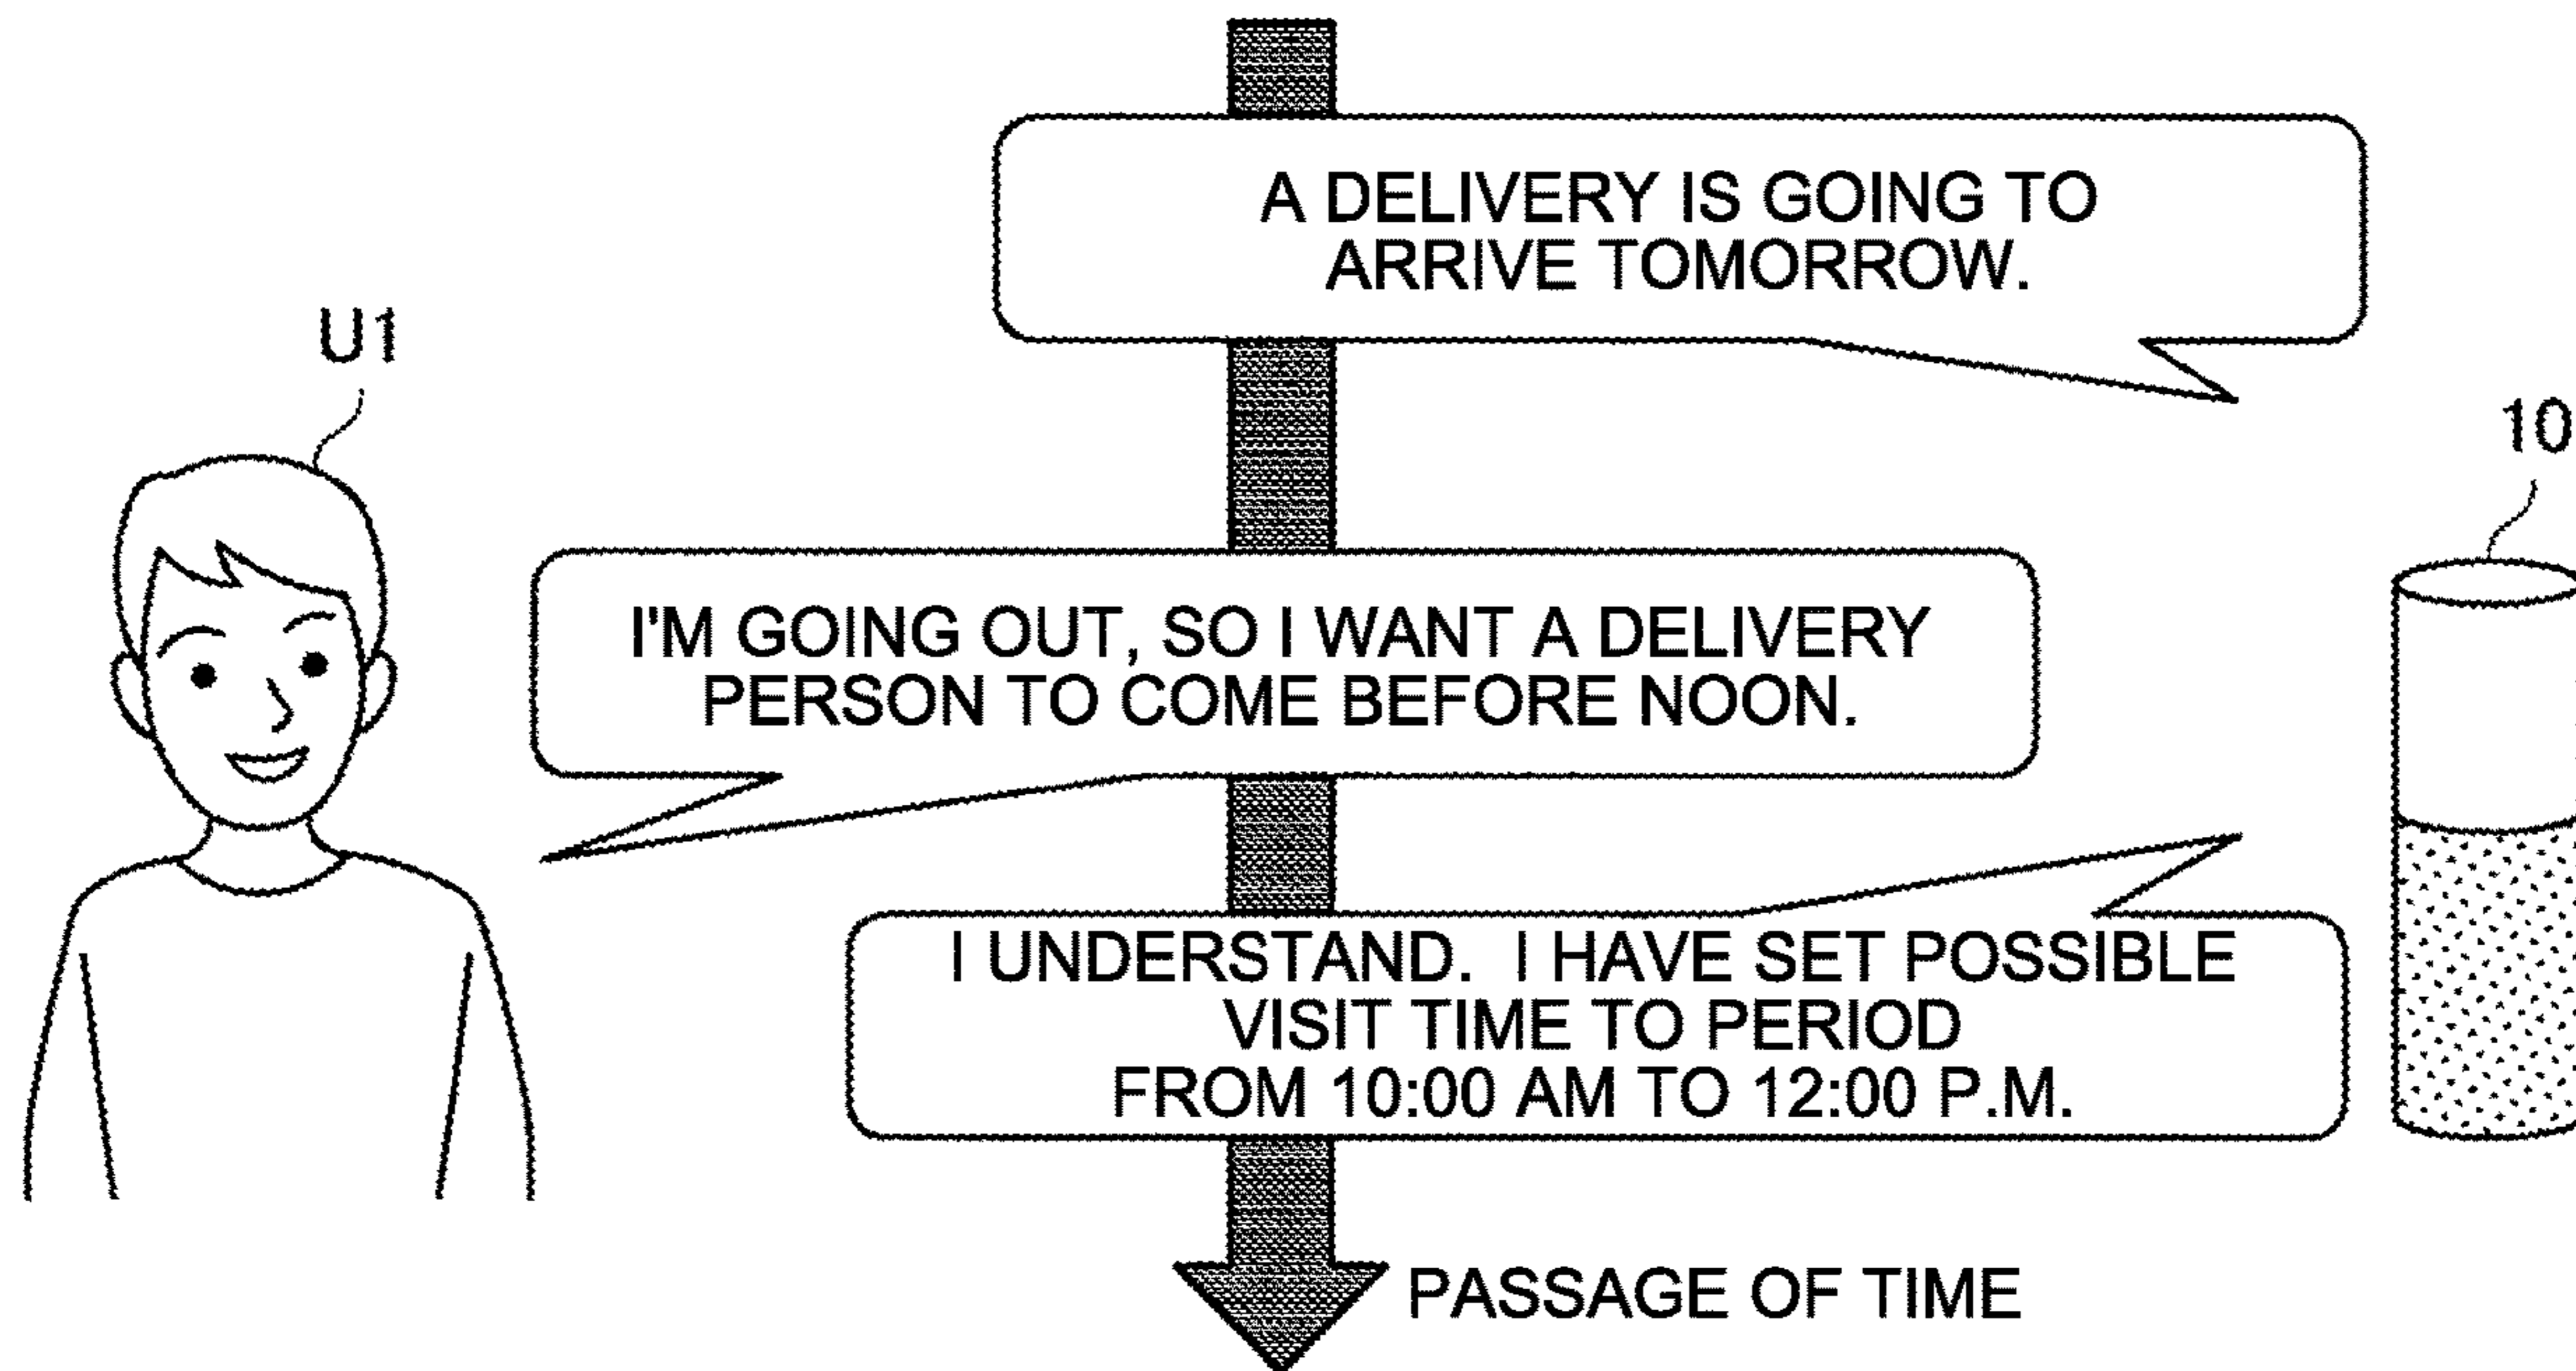 A DELIVERY IS GOING TO
ARRIVE TOMORROW.
U1
10
I'M GOING OUT, SO I WANT A DELIVERY
PERSON TO COME BEFORE NOON.
I UNDERSTAND. I HAVE SET POSSIBLE
VISIT TIME TO PERIOD
FROM 10:00 AM TO 12:00 P.M.
PASSAGE OF TIME